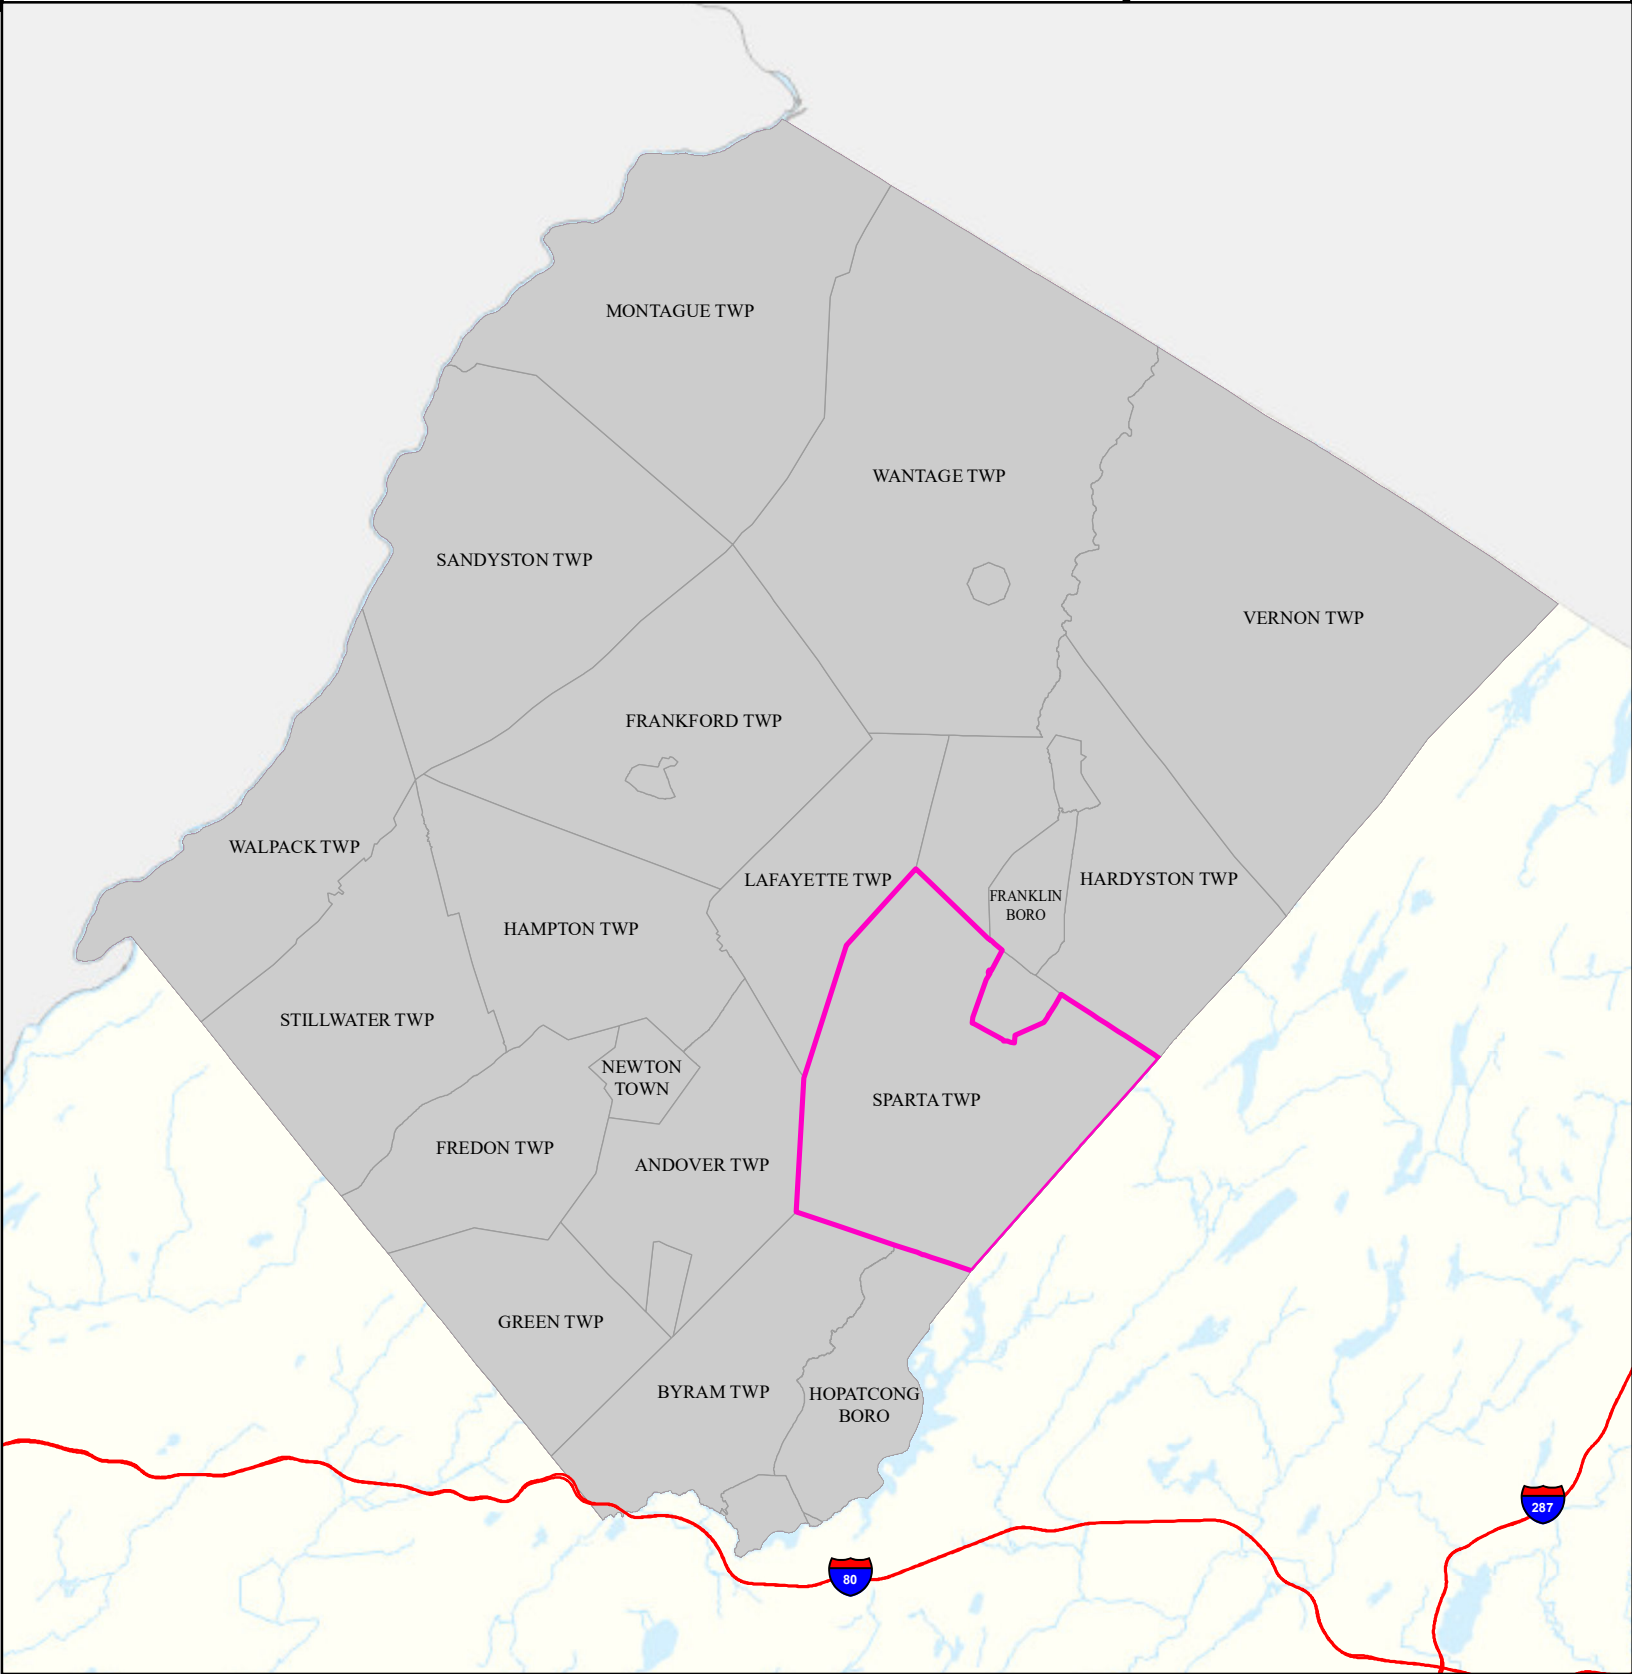 MONTAGUE TWP
WANTAGE TWP
SANDYSTON TWP
VERNON TWP
FRANKFORD TWP
WALPACK TWP
LAFAYETTE TWP
HARDYSTON TWP
FRANKLIN
BORO
HAMPTON TWP
STILLWATER TWP
NEWTON
TOWN
SPARTA TWP
FREDON TWP
ANDOVER TWP
GREEN TWP
BYRAM TWP
HOPATCONG
BORO
287
80